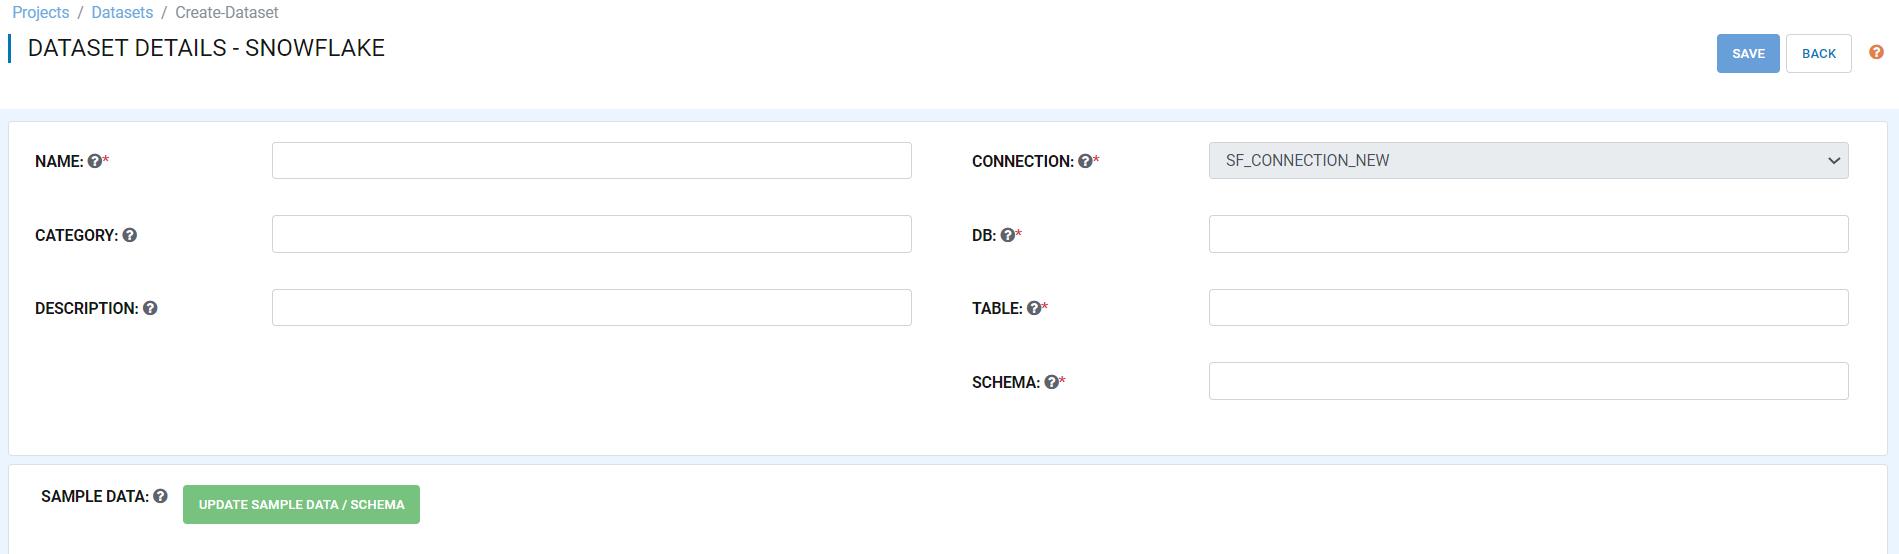 Projects / Datasets / Create-Dataset
DATASET DETAILS - SNOWFLAKE
SAVE BACK ?
NAME: ?*
CONNECTION: ?* SF_CONNECTION_NEW
CATEGORY: ?
DB: ?*
DESCRIPTION: ?
TABLE: ?*
SCHEMA: ?*
SAMPLE DATA: ? UPDATE SAMPLE DATA / SCHEMA